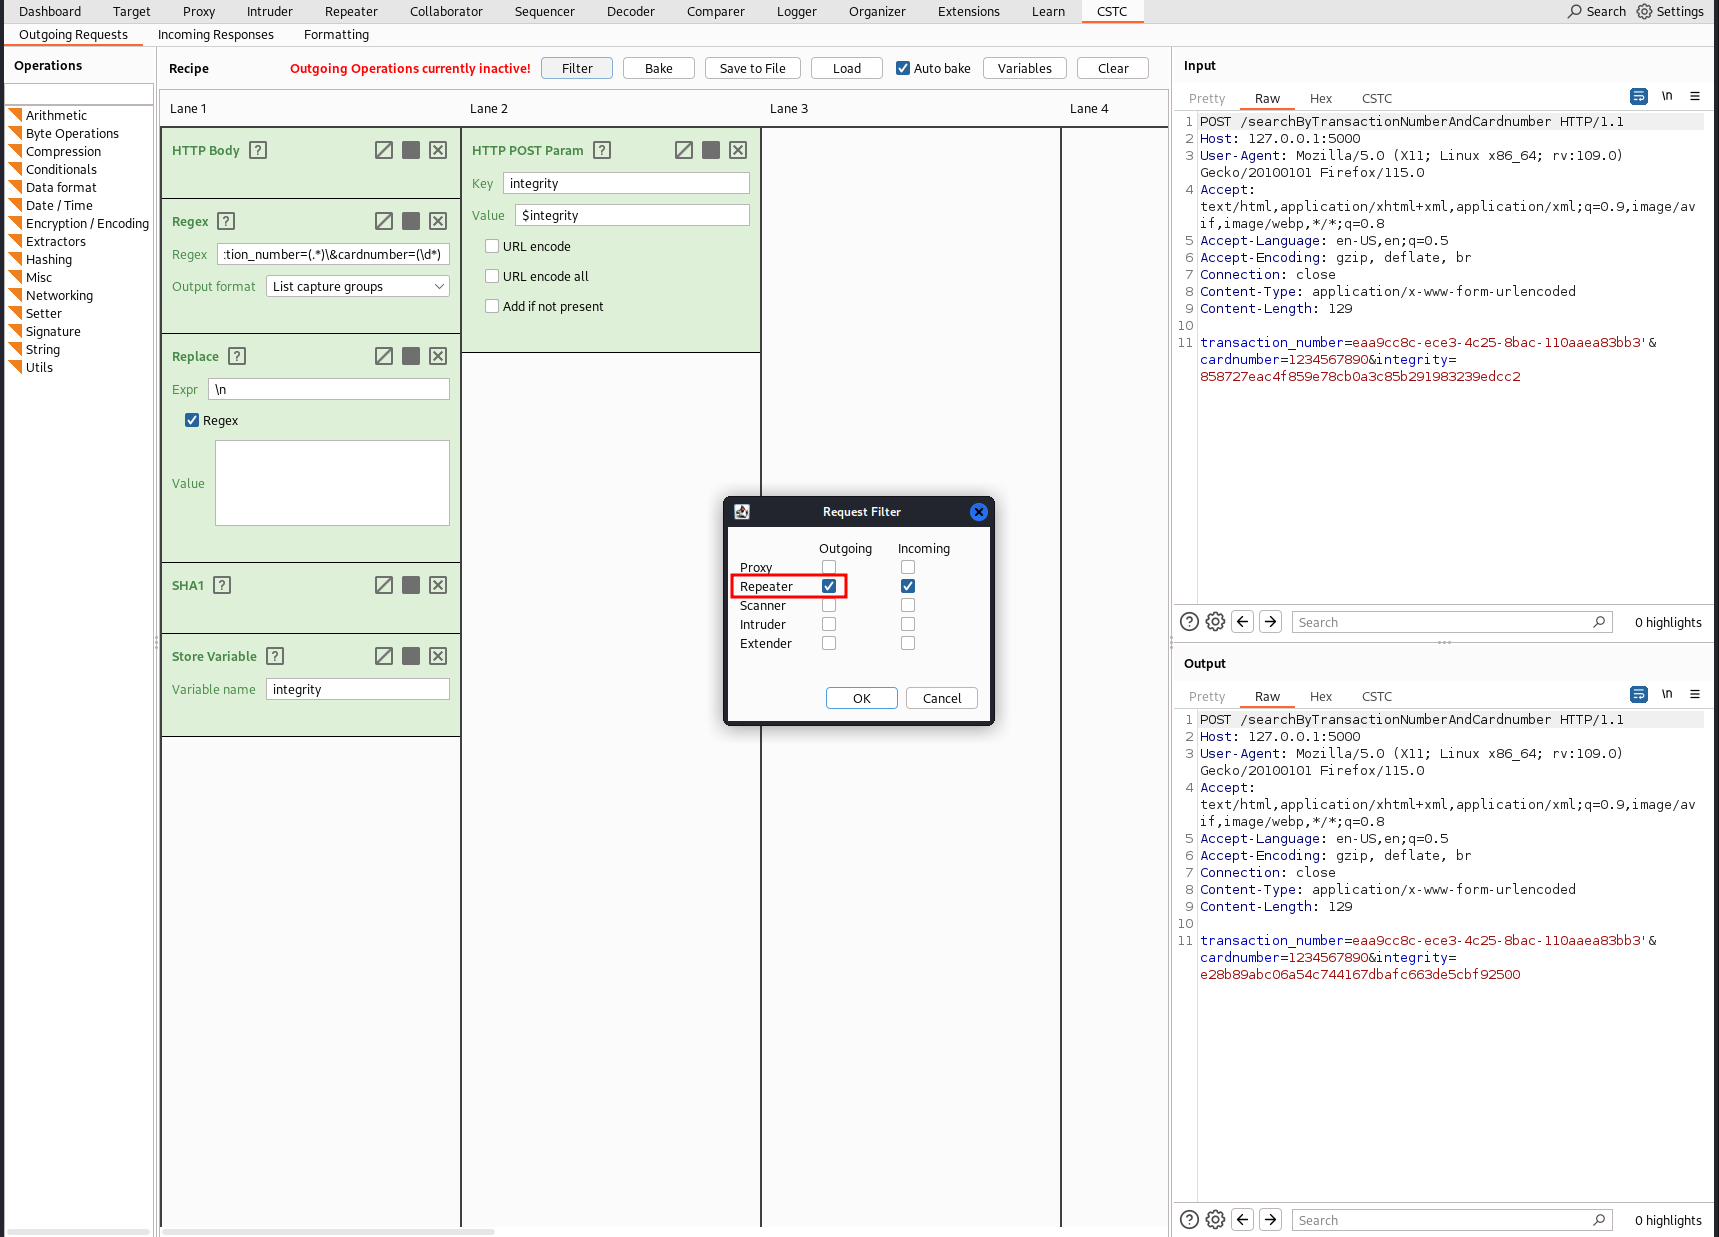 Dashboard Target Proxy Intruder Repeater Collaborator Sequencer Decoder Comparer Logger Organizer Extensions Learn CSTC Search Settings
Outgoing Requests Incoming Responses Formatting
Operations
Arithmetic
Byte Operations
Compression
Conditionals
Data format
Date / Time
Encryption / Encoding
Extractors
Hashing
Misc
Networking
Setter
Signature
String
Utils
Recipe Outgoing Operations currently inactive! Filter Bake Save to File Load Auto bake Variables Clear
Lane 1 Lane 2 Lane 3 Lane 4
HTTP Body ?
Regex ?
Regex :tion_number=(.*)\&cardnumber=(\d*)
Output format List capture groups
Replace ?
Expr \n
Regex
Value
SHA1 ?
Store Variable ?
Variable name integrity
HTTP POST Param ?
Key integrity
Value $integrity
URL encode
URL encode all
Add if not present
Request Filter
Outgoing Incoming
Proxy
Repeater
Scanner
Intruder
Extender
OK Cancel
Input
Pretty Raw Hex CSTC \n
1 POST /searchByTransactionNumberAndCardnumber HTTP/1.1
2 Host: 127.0.0.1:5000
3 User-Agent: Mozilla/5.0 (X11; Linux x86_64; rv:109.0)
Gecko/20100101 Firefox/115.0
4 Accept:
text/html,application/xhtml+xml,application/xml;q=0.9,image/av
if,image/webp,*/*;q=0.8
5 Accept-Language: en-US,en;q=0.5
6 Accept-Encoding: gzip, deflate, br
7 Connection: close
8 Content-Type: application/x-www-form-urlencoded
9 Content-Length: 129
10
11 transaction_number=eaa9cc8c-ece3-4c25-8bac-110aaea83bb3'&
cardnumber=1234567890&integrity=
858727eac4f859e78cb0a3c85b291983239edcc2
? Search 0 highlights
Output
Pretty Raw Hex CSTC \n
1 POST /searchByTransactionNumberAndCardnumber HTTP/1.1
2 Host: 127.0.0.1:5000
3 User-Agent: Mozilla/5.0 (X11; Linux x86_64; rv:109.0)
Gecko/20100101 Firefox/115.0
4 Accept:
text/html,application/xhtml+xml,application/xml;q=0.9,image/av
if,image/webp,*/*;q=0.8
5 Accept-Language: en-US,en;q=0.5
6 Accept-Encoding: gzip, deflate, br
7 Connection: close
8 Content-Type: application/x-www-form-urlencoded
9 Content-Length: 129
10
11 transaction_number=eaa9cc8c-ece3-4c25-8bac-110aaea83bb3'&
cardnumber=1234567890&integrity=
e28b89abc06a54c744167dbafc663de5cbf92500
? Search 0 highlights